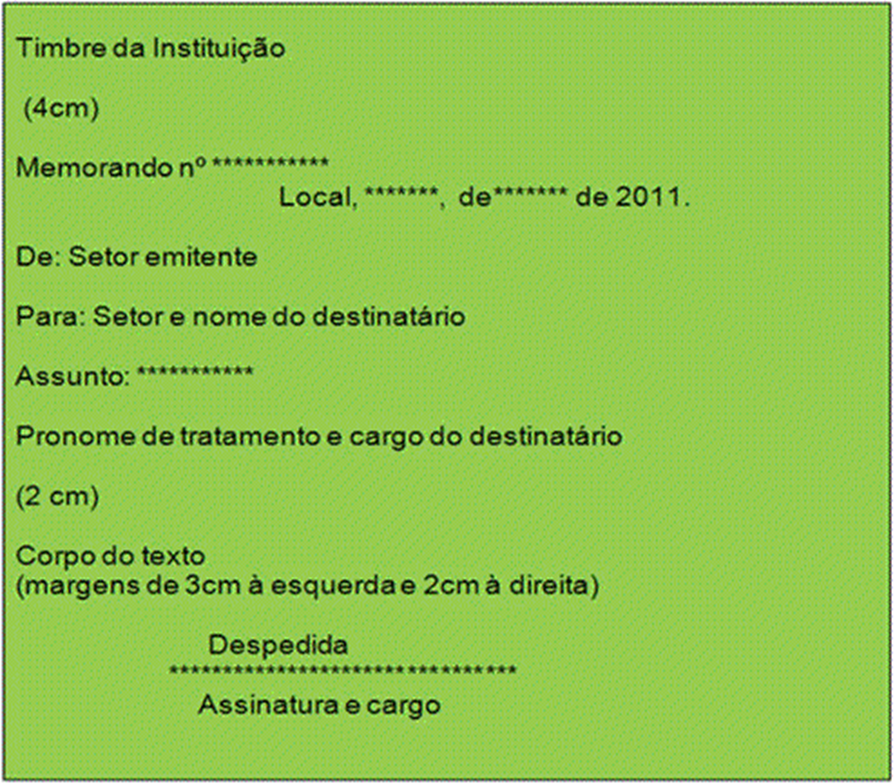 Timbre da Instituição
(4cm)
Memorando nº ***********
Local, *******, de******* de 2011.
De: Setor emitente
Para: Setor e nome do destinatário
Assunto: ***********
Pronome de tratamento e cargo do destinatário
(2 cm)
Corpo do texto
(margens de 3cm à esquerda e 2cm à direita)
Despedida
********************************
Assinatura e cargo